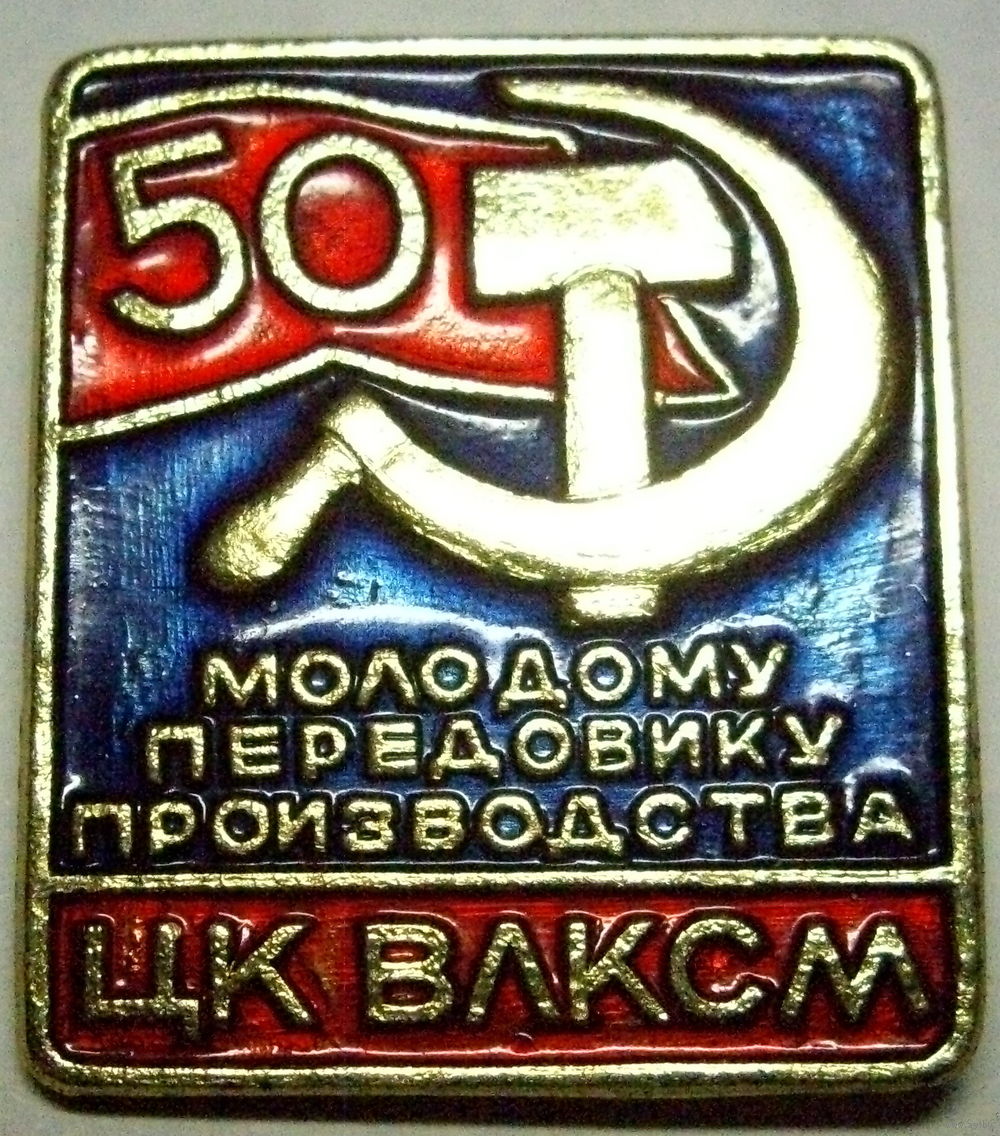 50
МОЛОДОМУ
ПЕРЕДОВИКУ
ПРОИЗВОДСТВА
ЦК ВЛКСМ